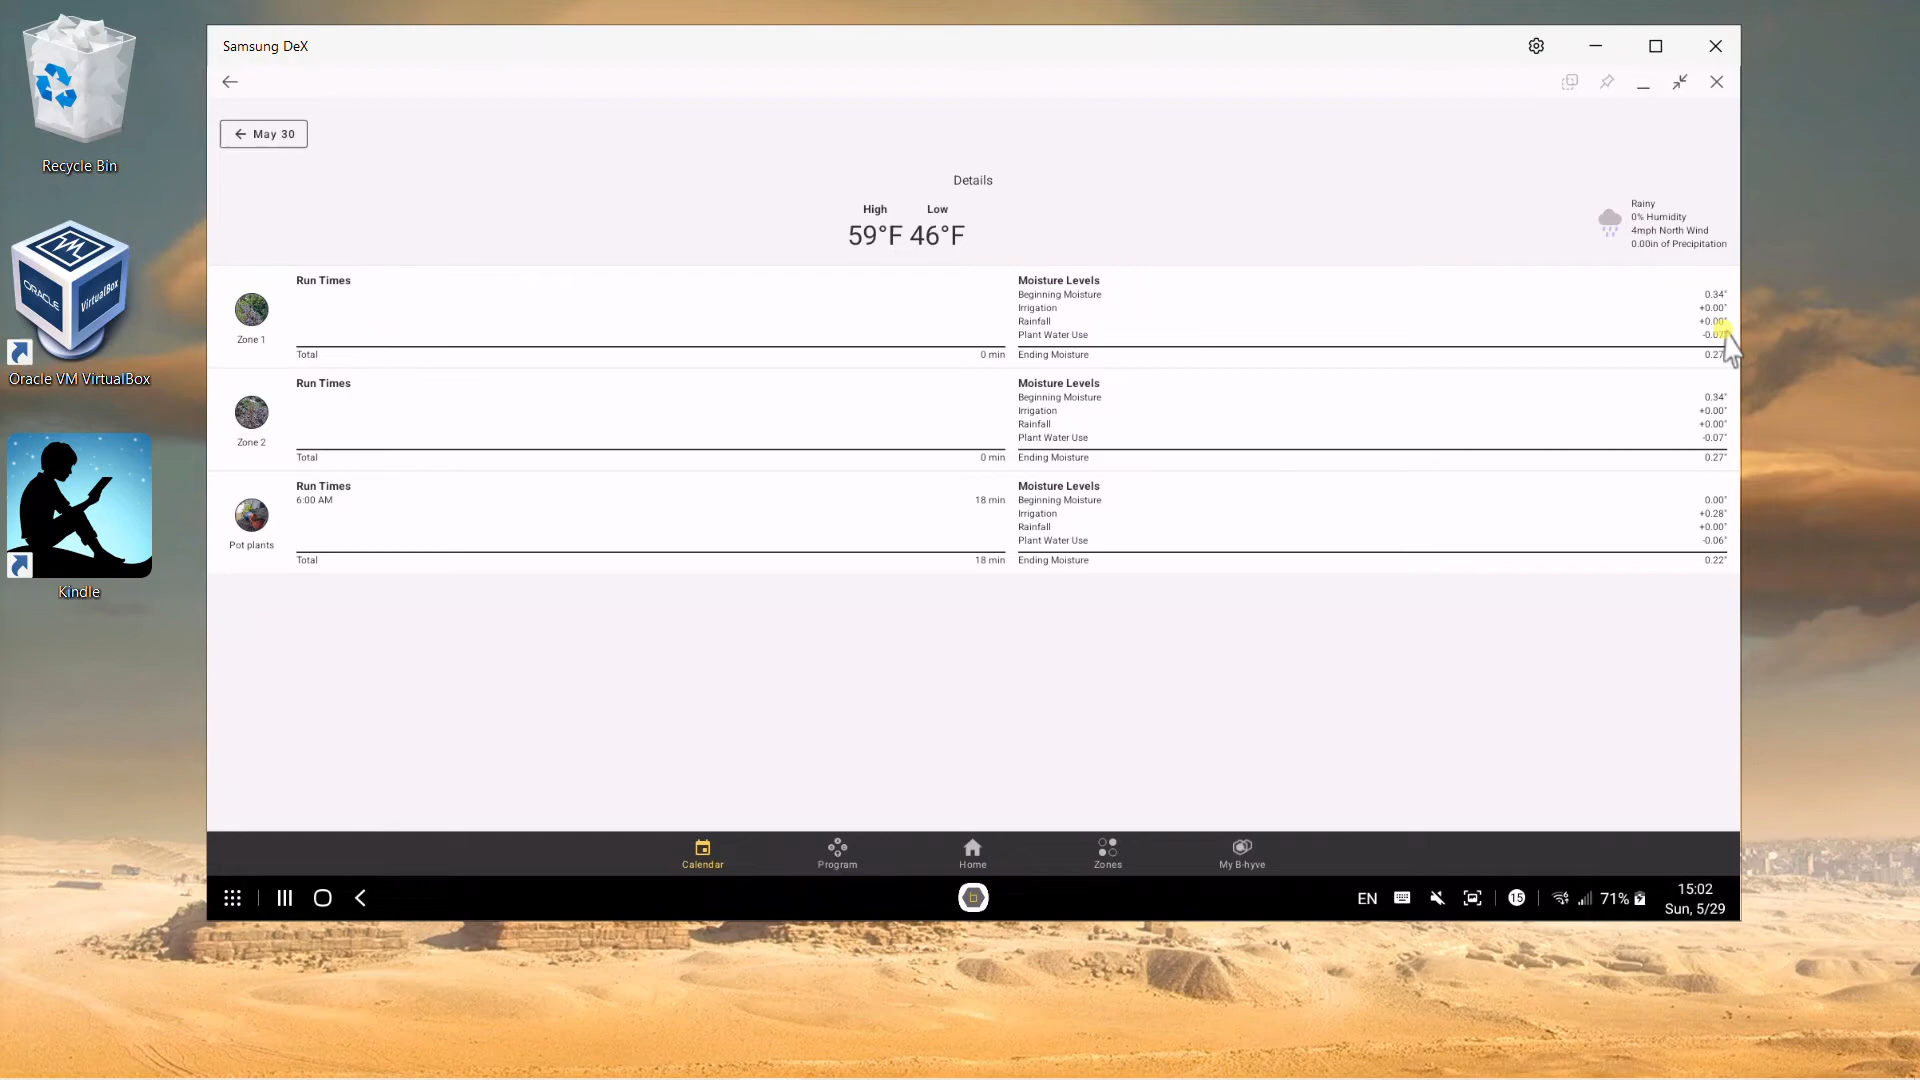 Recycle Bin
ORACLE
VM
VirtualBox
Oracle VM VirtualBox
Kindle
Samsung DeX
May 30
Details
High Low
59°F 46°F
Rainy
0% Humidity
4mph North Wind
0.00in of Precipitation
Zone 1
Run Times
Total 0 min
Moisture Levels
Beginning Moisture 0.34"
Irrigation +0.00"
Rainfall +0.00"
Plant Water Use
Ending Moisture
Zone 2
Run Times
Total 0 min
Moisture Levels
Beginning Moisture 0.34"
Irrigation +0.00"
Rainfall +0.00"
Plant Water Use -0.07"
Ending Moisture 0.27"
Pot plants
Run Times
6:00 AM 18 min
Total 18 min
Moisture Levels
Beginning Moisture 0.00"
Irrigation +0.28"
Rainfall +0.00"
Plant Water Use -0.06"
Ending Moisture 0.22"
Calendar Program Home Zones My B-hyve
EN 15 71% 15:02
Sun, 5/29